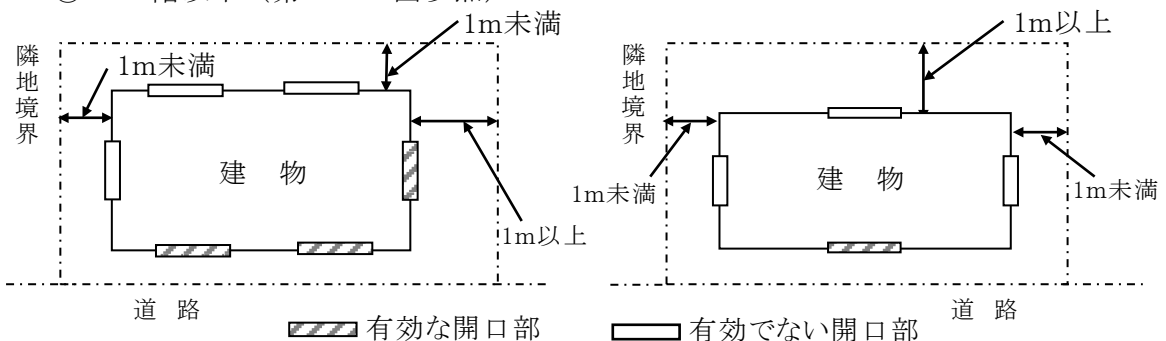 1m未満
隣地境界
1m未満
建 物
1m以上
道 路
1m以上
隣地境界
1m未満
建 物
1m未満
道 路
有効な開口部
有効でない開口部